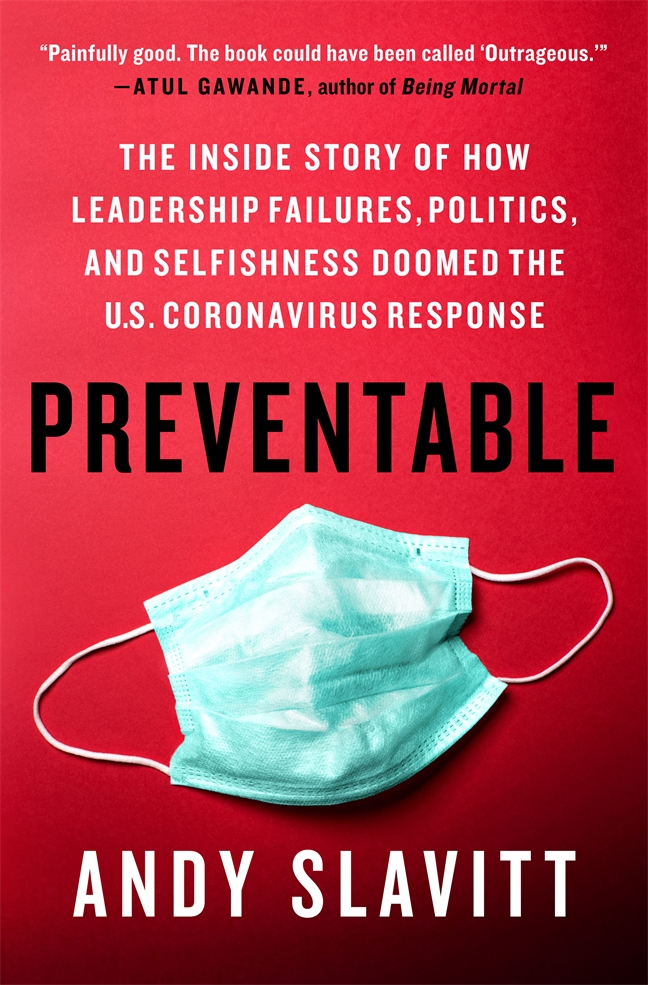 “Painfully good. The book could have been called ‘Outrageous.’”
—ATUL GAWANDE, author of Being Mortal
THE INSIDE STORY OF HOW
LEADERSHIP FAILURES, POLITICS,
AND SELFISHNESS DOOMED THE
U.S. CORONAVIRUS RESPONSE
PREVENTABLE
ANDY SLAVITT